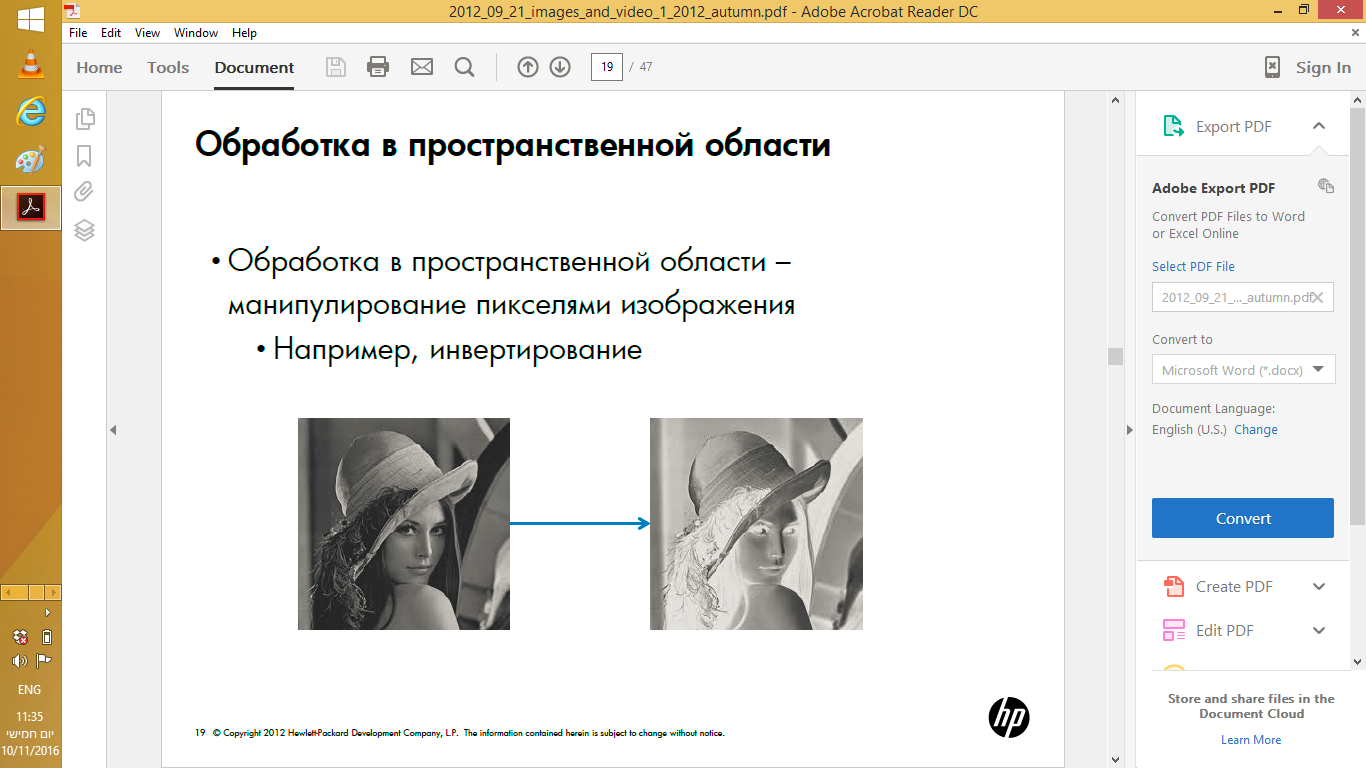 2012_09_21_images_and_video_1_2012_autumn.pdf - Adobe Acrobat Reader DC
File Edit View Window Help
Home Tools Document 19 / 47 Sign In
Обработка в пространственной области
• Обработка в пространственной области –
манипулирование пикселями изображения
• Например, инвертирование
19 © Copyright 2012 Hewlett-Packard Development Company, L.P. The information contained herein is subject to change without notice.
hp
Export PDF
Adobe Export PDF
Convert PDF Files to Word
or Excel Online
Select PDF File
2012_09_21_..._autumn.pdf
Convert to
Microsoft Word (*.docx)
Document Language:
English (U.S.) Change
Convert
Create PDF
Edit PDF
Store and share files in the
Document Cloud
Learn More
ENG
11:35
יום חמישי
10/11/2016